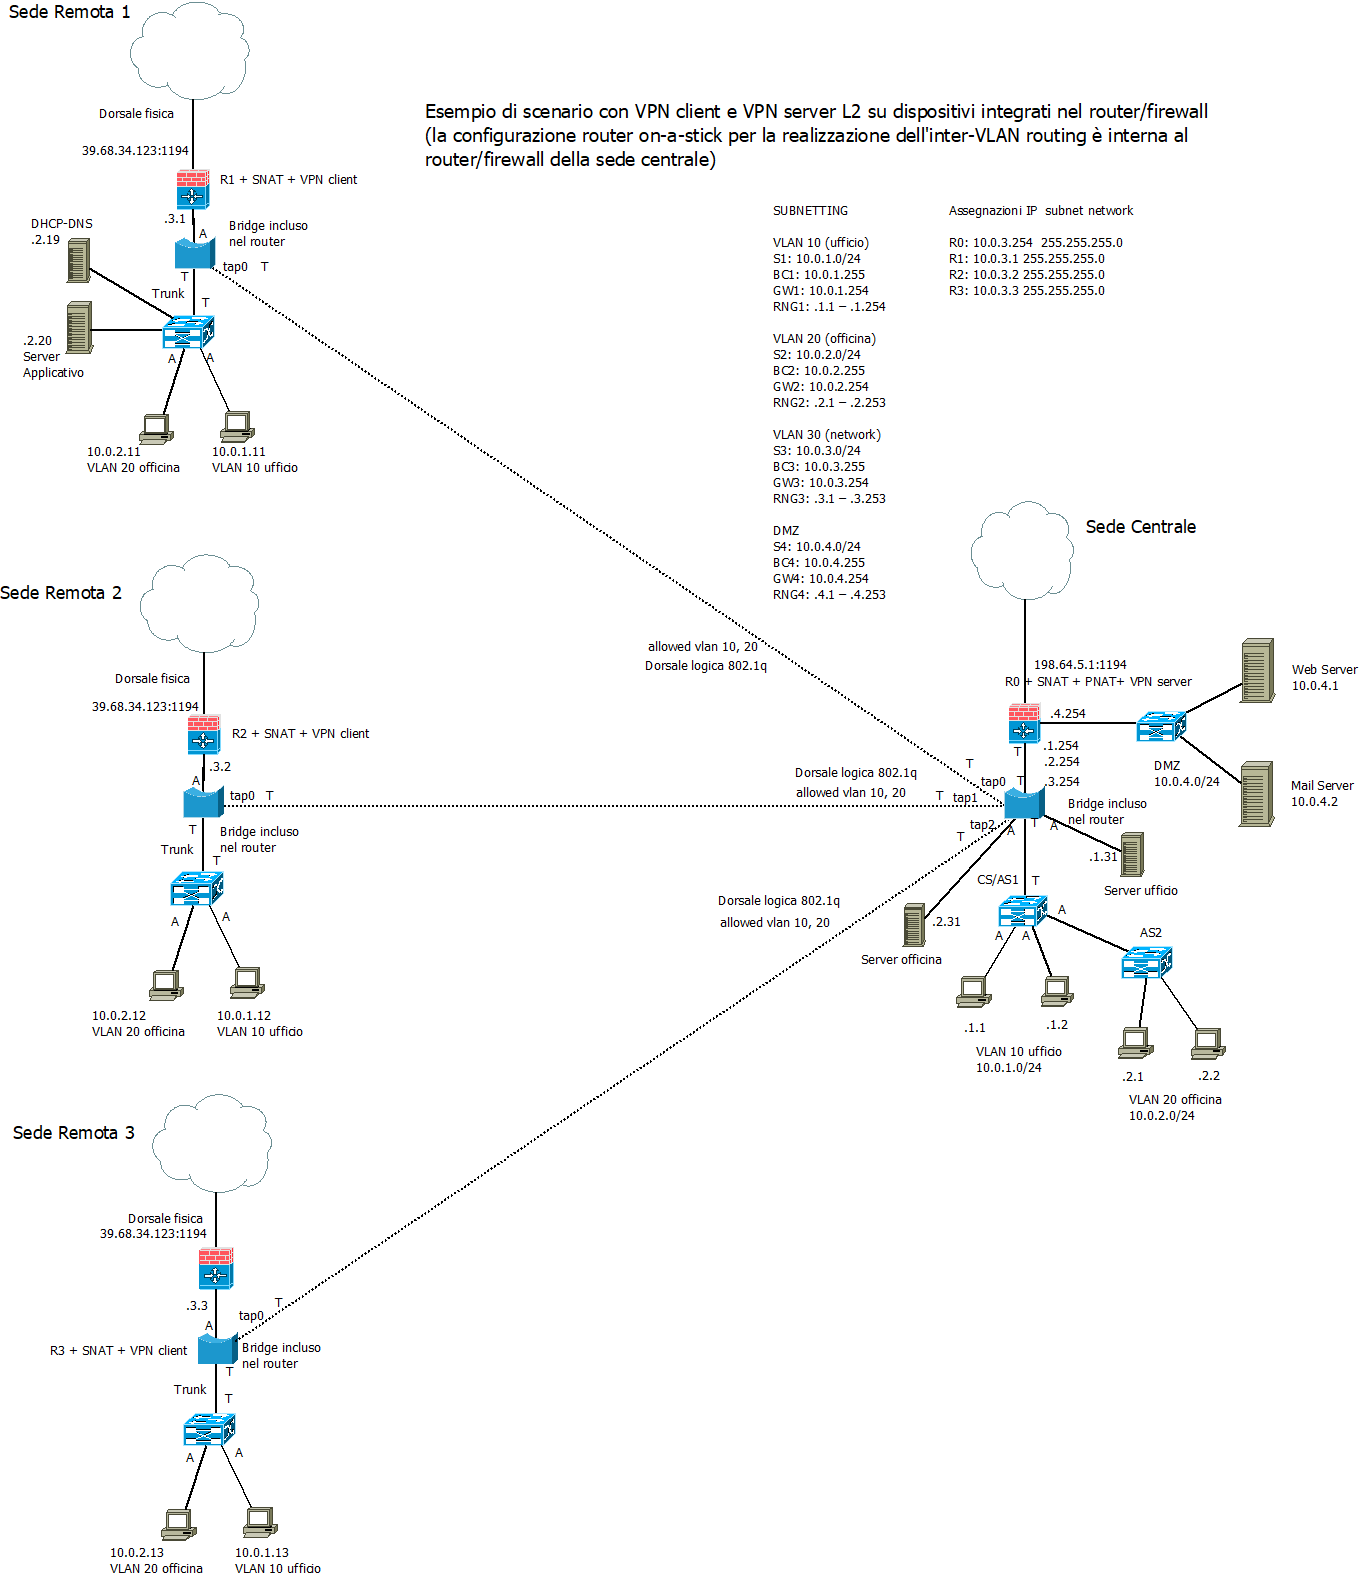 Sede Remota 1
Dorsale fisica
39.68.34.123:1194
R1 + SNAT + VPN client
.3.1
Bridge incluso
nel router
A
DHCP-DNS
.2.19
tap0 T
T
Trunk
T
.2.20
Server
Applicativo
A
A
10.0.2.11
VLAN 20 officina
10.0.1.11
VLAN 10 ufficio
Esempio di scenario con VPN client e VPN server L2 su dispositivi integrati nel router/firewall
(la configurazione router on-a-stick per la realizzazione dell'inter-VLAN routing è interna al
router/firewall della sede centrale)
SUBNETTING
VLAN 10 (ufficio)
S1: 10.0.1.0/24
BC1: 10.0.1.255
GW1: 10.0.1.254
RNG1: .1.1 – .1.254
VLAN 20 (officina)
S2: 10.0.2.0/24
BC2: 10.0.2.255
GW2: 10.0.2.254
RNG2: .2.1 – .2.253
VLAN 30 (network)
S3: 10.0.3.0/24
BC3: 10.0.3.255
GW3: 10.0.3.254
RNG3: .3.1 – .3.253
DMZ
S4: 10.0.4.0/24
BC4: 10.0.4.255
GW4: 10.0.4.254
RNG4: .4.1 – .4.253
Assegnazioni IP subnet network
R0: 10.0.3.254 255.255.255.0
R1: 10.0.3.1 255.255.255.0
R2: 10.0.3.2 255.255.255.0
R3: 10.0.3.3 255.255.255.0
Sede Remota 2
Dorsale fisica
39.68.34.123:1194
R2 + SNAT + VPN client
.3.2
A
tap0 T
T
Bridge incluso
nel router
Trunk
T
A
A
10.0.2.12
VLAN 20 officina
10.0.1.12
VLAN 10 ufficio
allowed vlan 10, 20
Dorsale logica 802.1q
Dorsale logica 802.1q
allowed vlan 10, 20
Dorsale logica 802.1q
allowed vlan 10, 20
Sede Centrale
198.64.5.1:1194
R0 + SNAT + PNAT+ VPN server
.4.254
T
.1.254
.2.254
.3.254
T
tap0
T
T
tap1
T
tap2
A
T
A
Bridge incluso
nel router
Web Server
10.0.4.1
DMZ
10.0.4.0/24
Mail Server
10.0.4.2
.1.31
Server ufficio
CS/AS1
T
.2.31
Server officina
A
A
A
AS2
.1.1
.1.2
VLAN 10 ufficio
10.0.1.0/24
.2.1
.2.2
VLAN 20 officina
10.0.2.0/24
Sede Remota 3
Dorsale fisica
39.68.34.123:1194
.3.3
T
tap0
A
R3 + SNAT + VPN client
Bridge incluso
nel router
T
Trunk
T
A
A
10.0.2.13
VLAN 20 officina
10.0.1.13
VLAN 10 ufficio